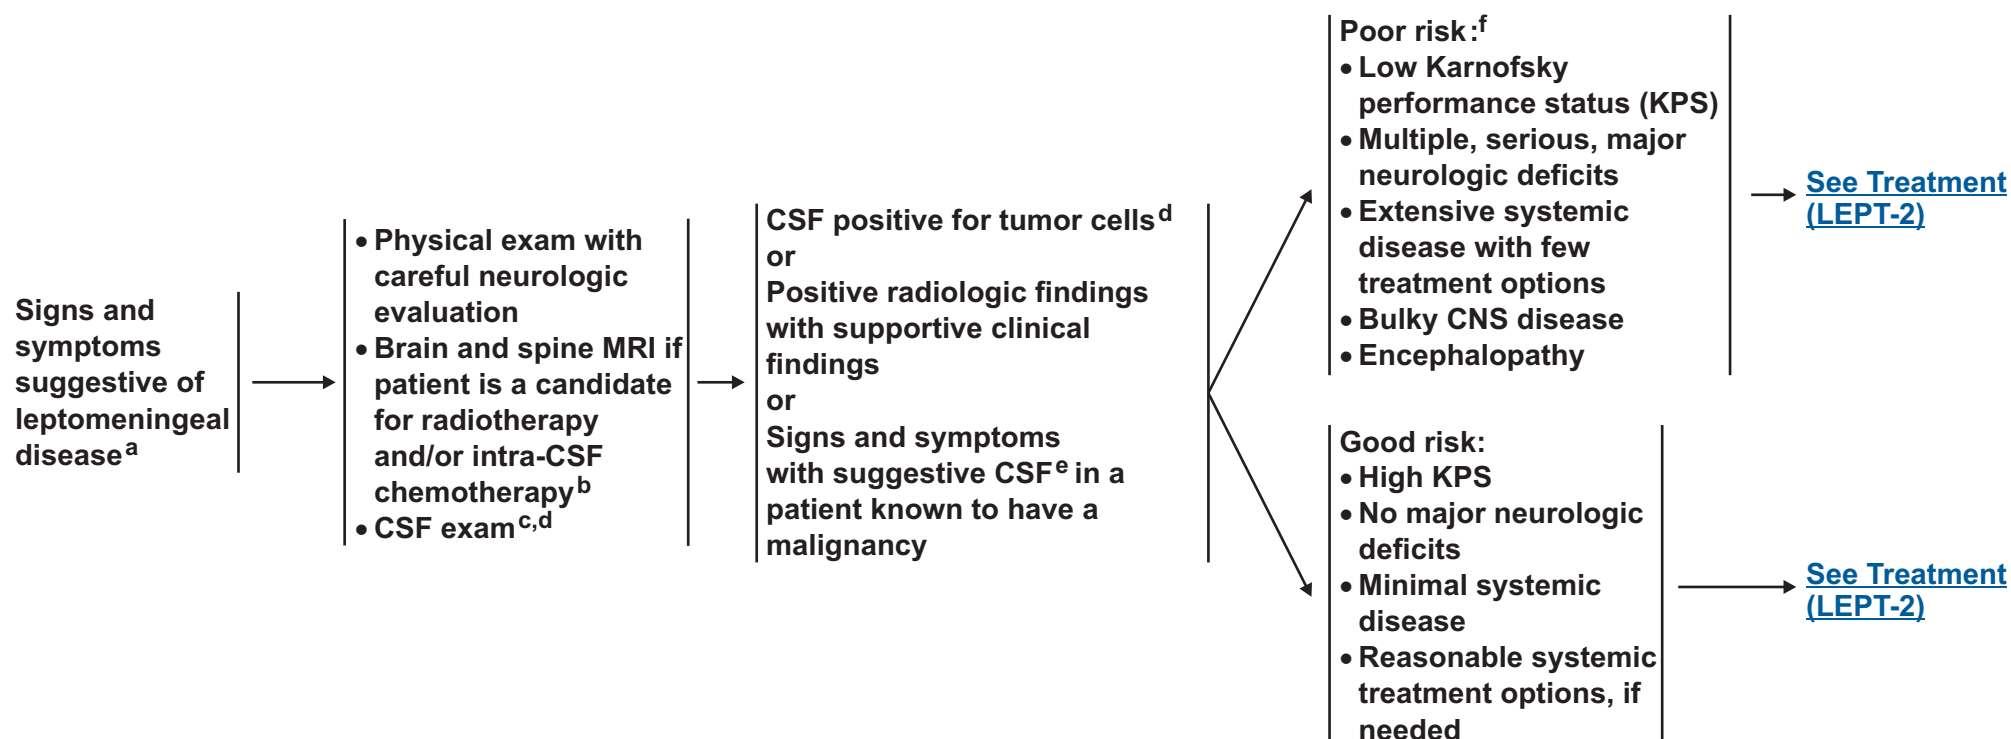 Signs and
symptoms
suggestive of
leptomeningeal
disease a
• Physical exam with
careful neurologic
evaluation
• Brain and spine MRI if
patient is a candidate
for radiotherapy
and/or intra-CSF
chemotherapy b
• CSF exam c,d
CSF positive for tumor cells d
or
Positive radiologic findings
with supportive clinical
findings
or
Signs and symptoms
with suggestive CSF e in a
patient known to have a
malignancy
Poor risk: f
• Low Karnofsky
performance status (KPS)
• Multiple, serious, major
neurologic deficits
• Extensive systemic
disease with few
treatment options
• Bulky CNS disease
• Encephalopathy
See Treatment
(LEPT-2)
Good risk:
• High KPS
• No major neurologic
deficits
• Minimal systemic
disease
• Reasonable systemic
treatment options, if
needed
See Treatment
(LEPT-2)